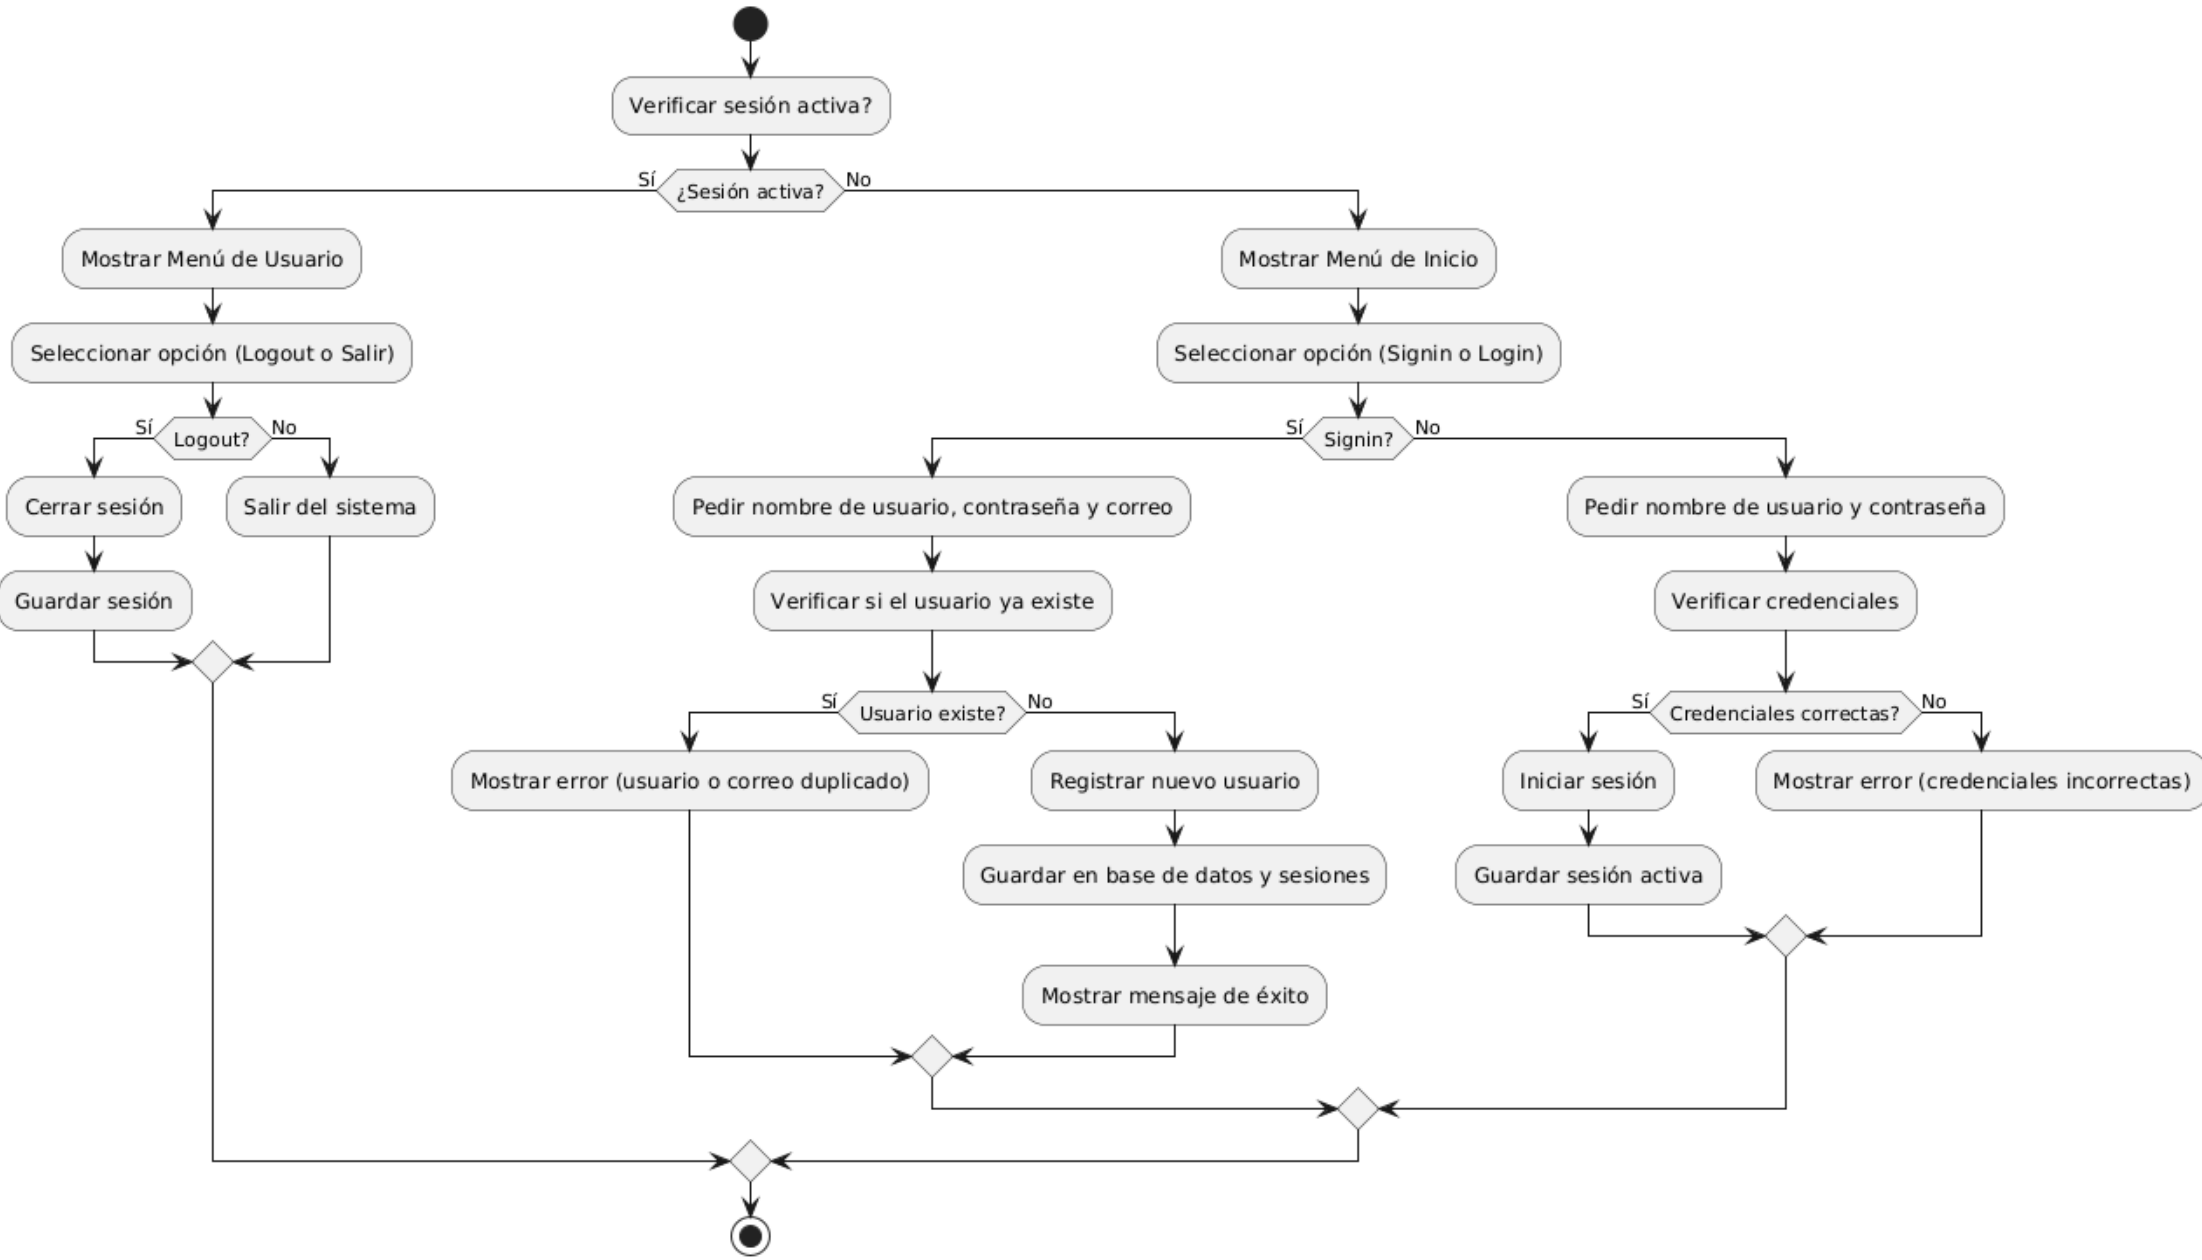 Verificar sesión activa?
Sí
¿Sesión activa?
No
Mostrar Menú de Usuario
Mostrar Menú de Inicio
Seleccionar opción (Logout o Salir)
Seleccionar opción (Signin o Login)
Sí
Logout?
No
Sí
Signin?
No
Cerrar sesión
Salir del sistema
Pedir nombre de usuario, contraseña y correo
Pedir nombre de usuario y contraseña
Guardar sesión
Verificar si el usuario ya existe
Verificar credenciales
Sí
Usuario existe?
No
Sí
Credenciales correctas?
No
Mostrar error (usuario o correo duplicado)
Registrar nuevo usuario
Iniciar sesión
Mostrar error (credenciales incorrectas)
Guardar en base de datos y sesiones
Guardar sesión activa
Mostrar mensaje de éxito